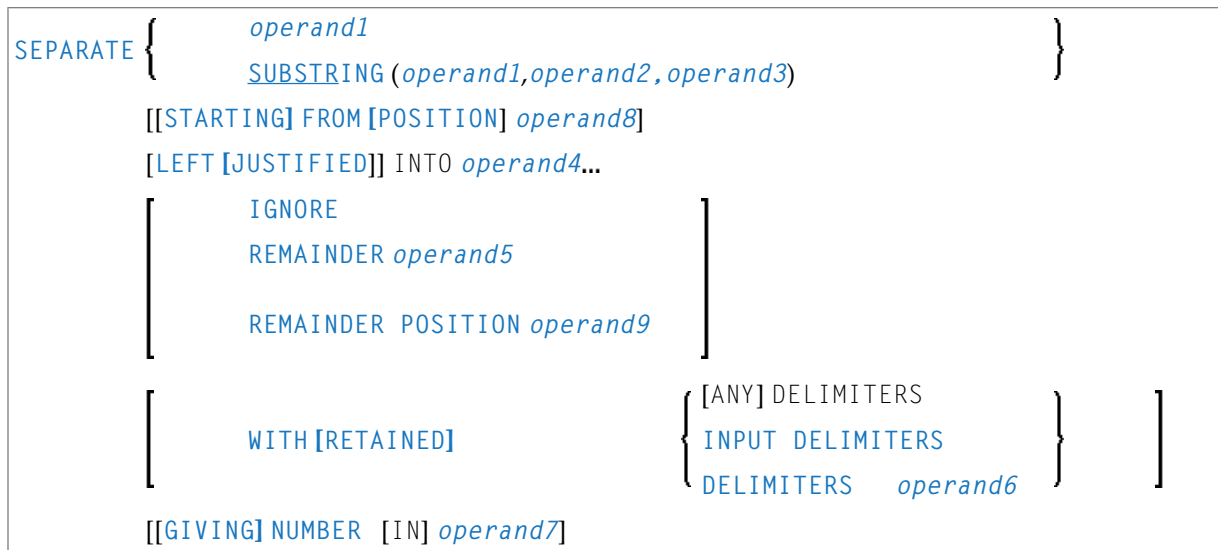 operand1
SEPARATE
SUBSTRING (operand1,operand2,operand3)
[[STARTING] FROM [POSITION] operand8]
[LEFT [JUSTIFIED]] INTO operand4...
IGNORE
REMAINDER operand5
REMAINDER POSITION operand9
[ANY] DELIMITERS
WITH [RETAINED] INPUT DELIMITERS
DELIMITERS operand6
[[GIVING] NUMBER [IN] operand7]